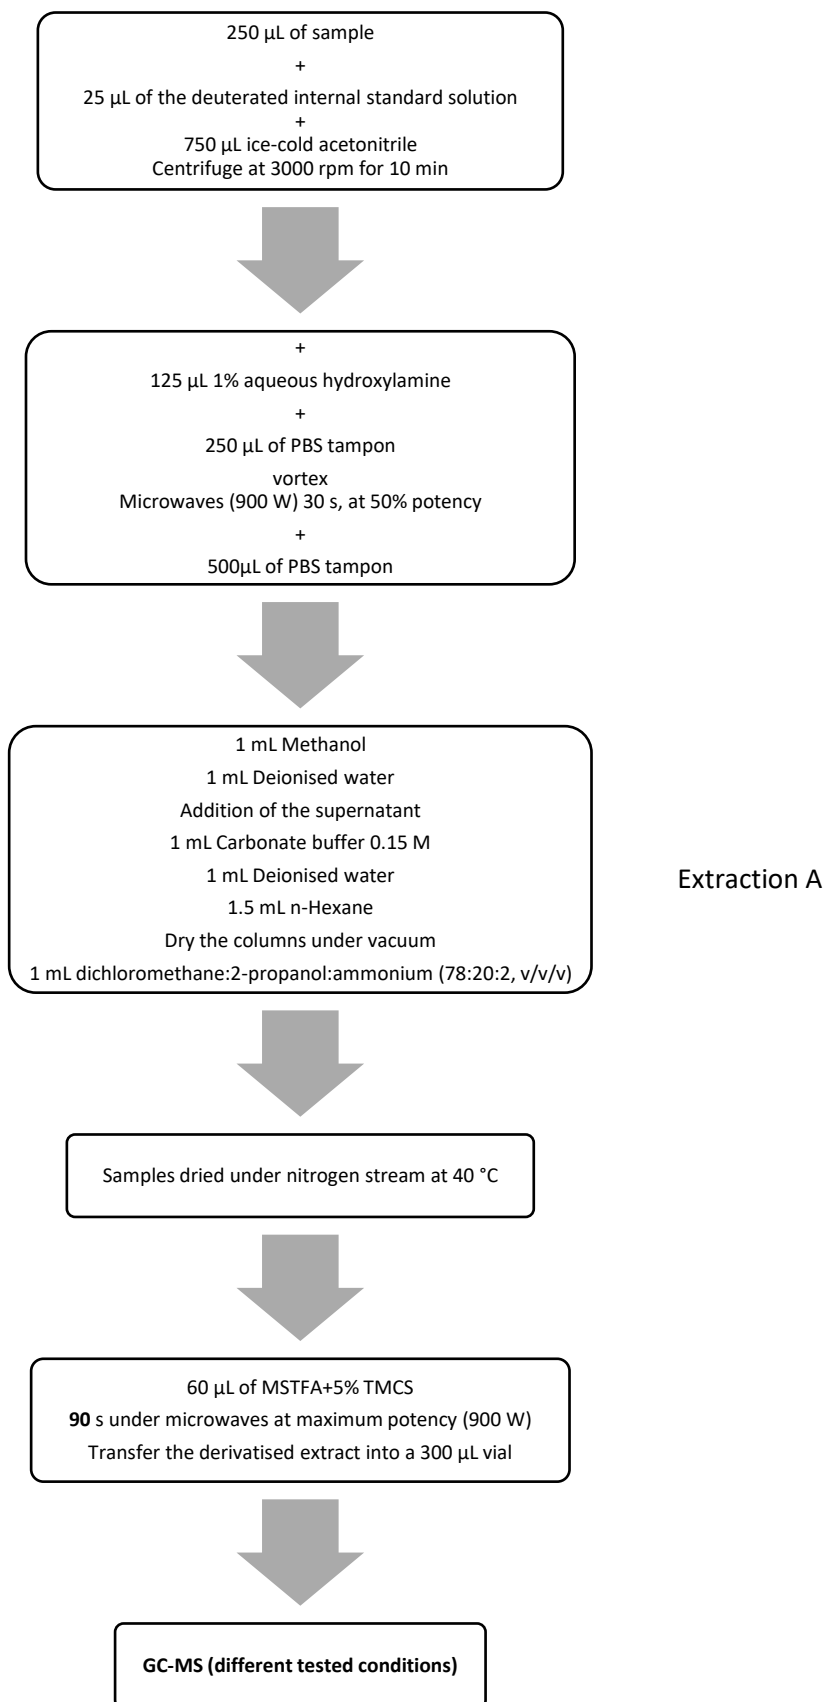 250 µL of sample
+
25 µL of the deuterated internal standard solution
+
750 µL ice-cold acetonitrile
Centrifuge at 3000 rpm for 10 min
+
125 µL 1% aqueous hydroxylamine
+
250 µL of PBS tampon
vortex
Microwaves (900 W) 30 s, at 50% potency
+
500µL of PBS tampon
1 mL Methanol
1 mL Deionised water
Addition of the supernatant
1 mL Carbonate buffer 0.15 M
1 mL Deionised water
1.5 mL n-Hexane
Dry the columns under vacuum
1 mL dichloromethane:2-propanol:ammonium (78:20:2, v/v/v)
Extraction A
Samples dried under nitrogen stream at 40 °C
60 µL of MSTFA+5% TMCS
90 s under microwaves at maximum potency (900 W)
Transfer the derivatised extract into a 300 µL vial
GC-MS (different tested conditions)